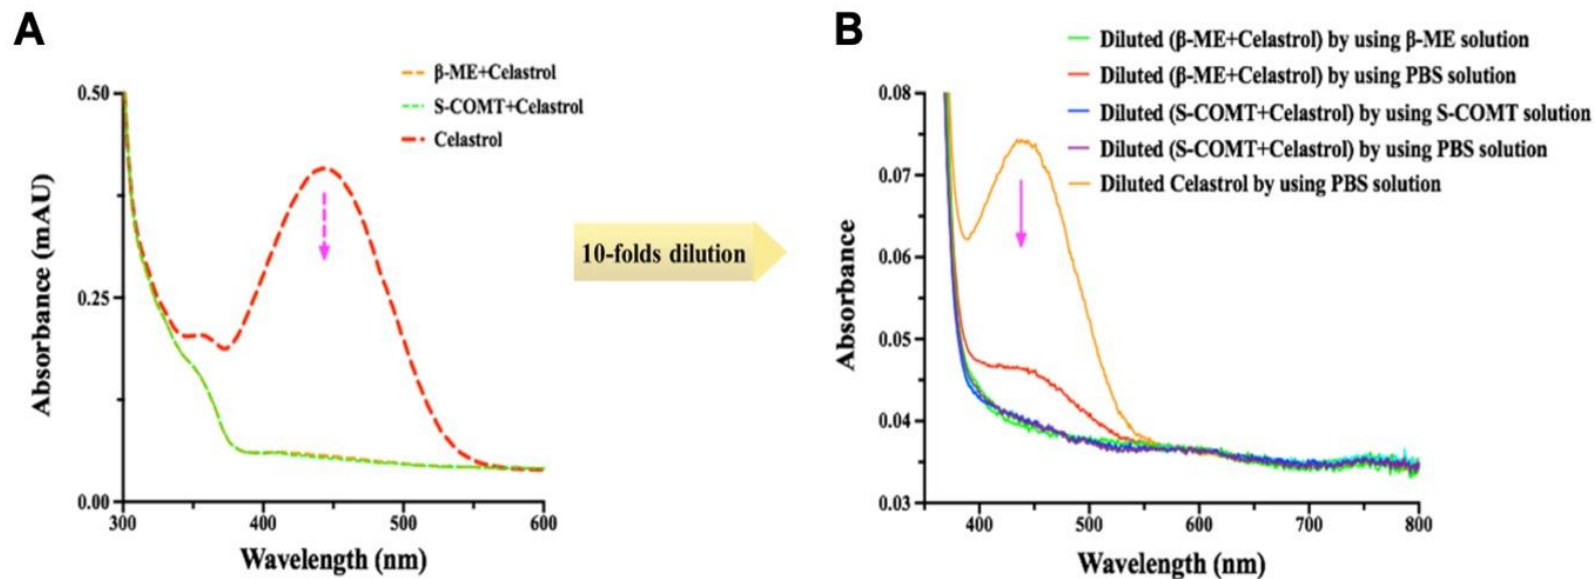 A
β-ME+Celastrol
S-COMT+Celastrol
Celastrol
0.50
0.25
0.00
Absorbance (mAU)
300
400
500
600
Wavelength (nm)
10-folds dilution
B
Diluted (β-ME+Celastrol) by using β-ME solution
Diluted (β-ME+Celastrol) by using PBS solution
Diluted (S-COMT+Celastrol) by using S-COMT solution
Diluted (S-COMT+Celastrol) by using PBS solution
Diluted Celastrol by using PBS solution
0.08
0.07
0.06
0.05
0.04
0.03
Absorbance
400
500
600
700
800
Wavelength (nm)